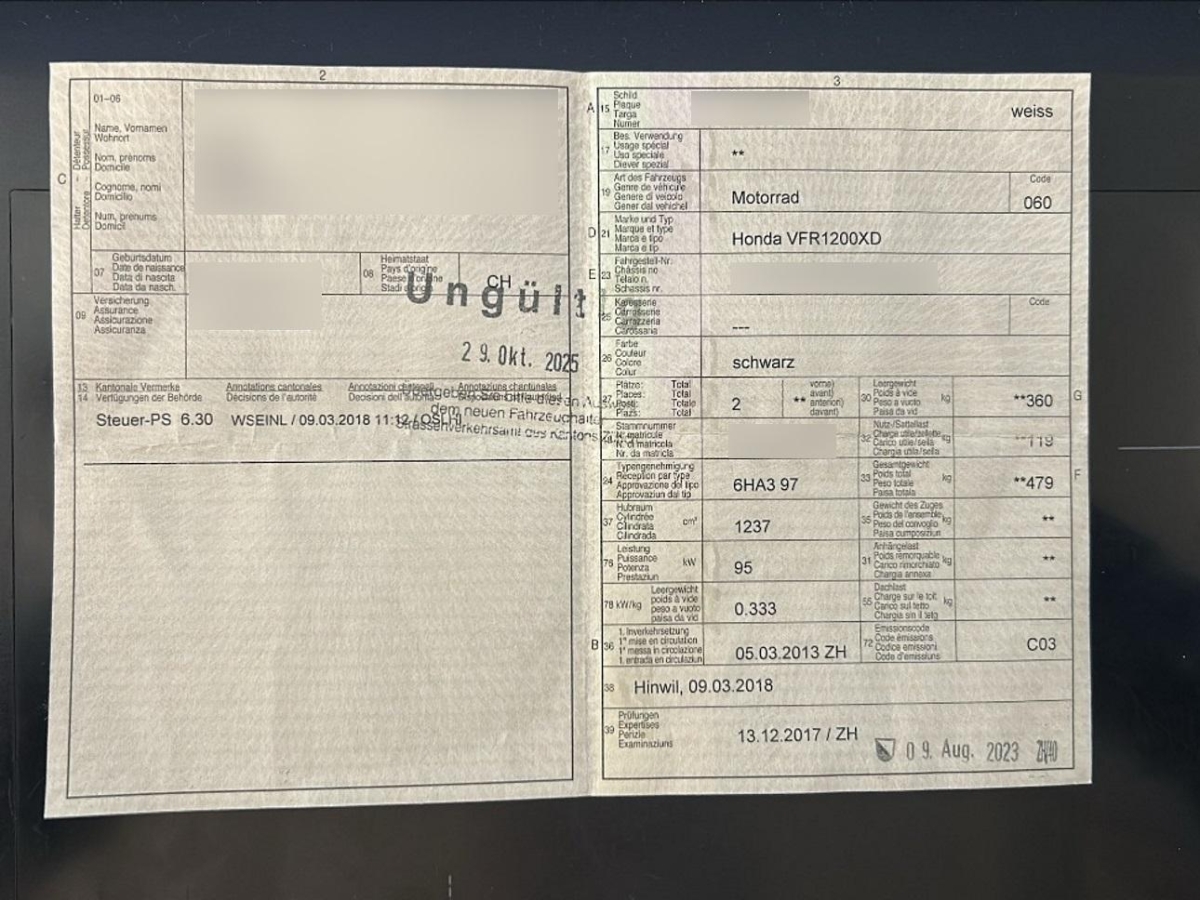 2
01-06
C
Halter - Détenteur
Detentore - Possessur
Name, Vornamen
Wohnort
Nom, prénoms
Domicile
Cognome, nomi
Domicilio
Num, prenums
Domicil
07
Geburtsdatum
Date de naissance
Data di nascita
Data da nasch.
08
Heimatstaat
Pays d'origine
Paese d'origine
Stadi d'orig
CH
Ungült
09
Versicherung
Assurance
Assicurazione
Assicuranza
29. Okt. 2025
13 Kantonale Vermerke Annotations cantonales Annotazioni cantonali Annotaziuns chantunales
14 Verfügungen der Behörde Décisions de l'autorité Decisioni dell'autorità
Steuer-PS 6.30 WSEINL / 09.03.2018 11:12
dem neuen Fahrzeughalte
Strassenverkehrsamt des Kantons
3
A 15
Schild
Plaque
Targa
Numer
weiss
17
Bes. Verwendung
Usage spécial
Uso speciale
Diever spezial
**
19
Art des Fahrzeugs
Genre de véhicule
Genere di veicolo
Gener dal vehichel
Motorrad
Code
060
D 21
Marke und Typ
Marque et type
Marca e tipo
Marca e tip
Honda VFR1200XD
E 23
Fahrgestell-Nr.
Châssis no
Telaio n.
Schassis nr.
25
Karosserie
Carrosserie
Carrozzeria
Carossaria
---
Code
26
Farbe
Couleur
Colore
Colur
schwarz
27
Plätze: Total
Places: Total
Posti: Totale
Plazs: Total
2
**
vorne)
avant)
anteriori)
davant)
30
Leergewicht
Poids à vide
Peso a vuoto
Paisa da vid
kg
**360
G
Stammnummer
N° matricule
N. di matricola
Nr. da matricla
32
Nutz-/Sattellast
Charge utile/sellette
Carico utile/sella
Chargia utila/sella
kg
**119
24
Typengenehmigung
Réception par type
Approvazione del tipo
Approvaziun dal tip
6HA3 97
33
Gesamtgewicht
Poids total
Peso totale
Paisa totala
kg
**479
F
37
Hubraum
Cylindrée
Cilindrata
Cilindrada
cm³
1237
35
Gewicht des Zuges
Poids de l'ensemble
Peso del convoglio
Paisa cumposiziun
kg
**
76
Leistung
Puissance
Potenza
Prestaziun
kW
95
31
Anhängelast
Poids remorquable
Carico rimorchiato
Chargia annexa
kg
**
78 kW/kg
Leergewicht
poids à vide
peso a vuoto
paisa da vid
0.333
55
Dachlast
Charge sur le toit
Carico sul tetto
Chargia sin il tetg
kg
**
B 36
1. Inverkehrsetzung
1re mise en circulation
1a messa in circolazione
1. entrada en circulaziun
05.03.2013 ZH
72
Emissionscode
Code émissions
Codice emissioni
Code d'emissiuns
C03
38
Hinwil, 09.03.2018
39
Prüfungen
Expertises
Perizie
Examinaziuns
13.12.2017 / ZH
09. Aug. 2023 ZH40